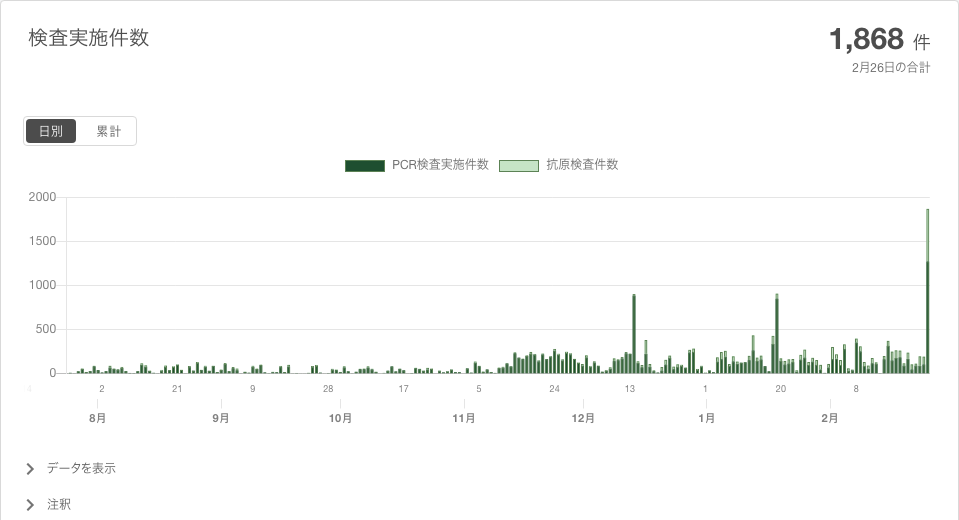 検査実施件数
1,868 件
2月26日の合計
日別 累計
PCR検査実施件数 抗原検査件数
2000
1500
1000
500
0
2 21 9 28 17 5 24 13 1 20 8
8月 9月 10月 11月 12月 1月 2月
データを表示
注釈